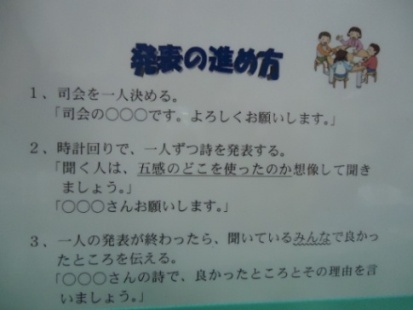 発表の進め方
1、司会を一人決める。
「司会の○○○です。よろしくお願いします。」
2、時計回りで、一人ずつ詩を発表する。
「聞く人は、五感のどこを使ったのか想像して聞き
ましょう。」
「○○○さんお願いします。」
3、一人の発表が終わったら、聞いているみんなで良かっ
たところを伝える。
「○○○さんの詩で、良かったところとその理由を言
いましょう。」